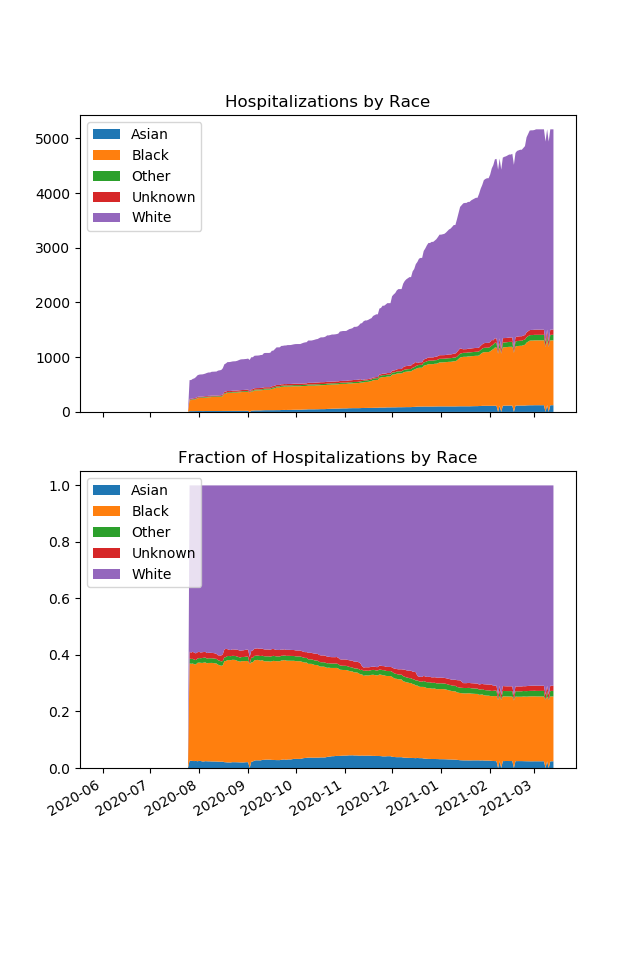 Hospitalizations by Race
5000
4000
3000
2000
1000
0
Asian
Black
Other
Unknown
White
Fraction of Hospitalizations by Race
1.0
0.8
0.6
0.4
0.2
0.0
Asian
Black
Other
Unknown
White
2020-06
2020-07
2020-08
2020-09
2020-10
2020-11
2020-12
2021-01
2021-02
2021-03